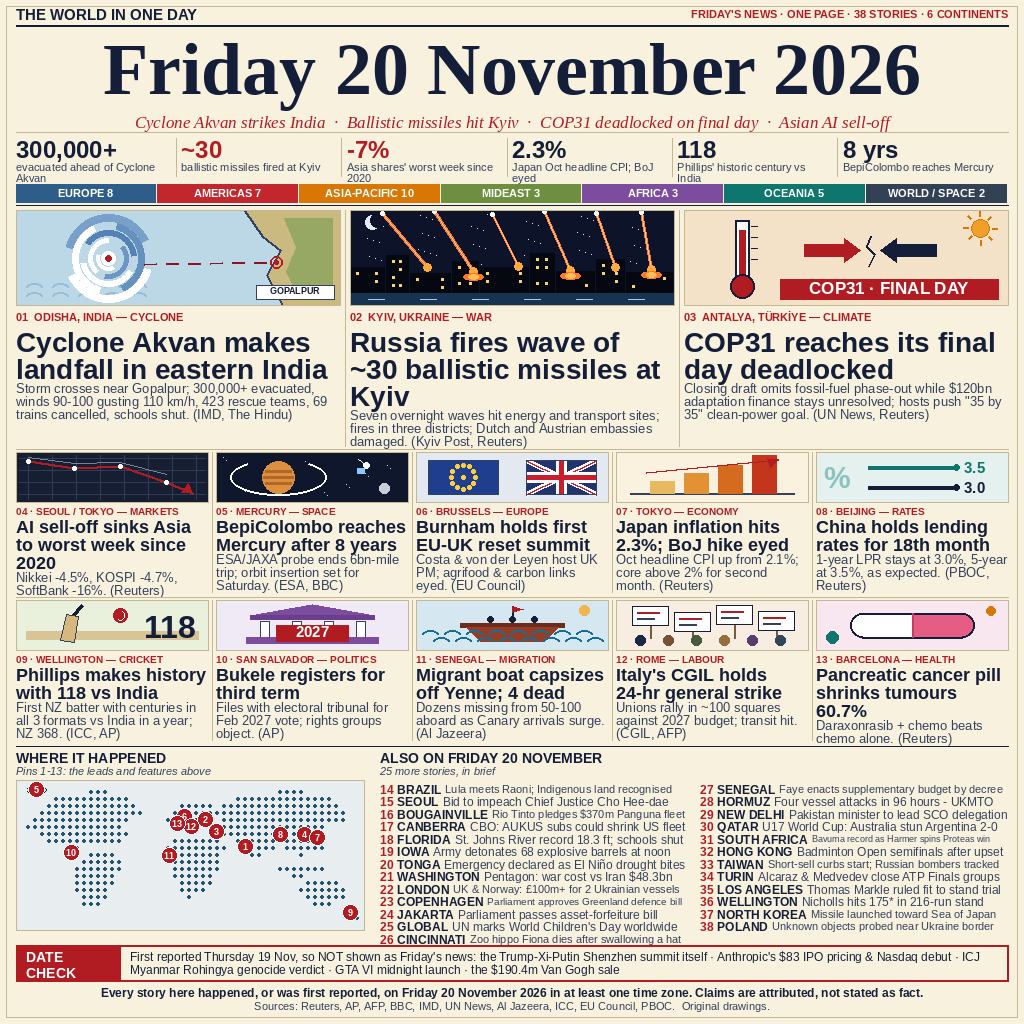 THE WORLD IN ONE DAY
FRIDAY'S NEWS · ONE PAGE · 38 STORIES · 6 CONTINENTS
Friday 20 November 2026
Cyclone Akvan strikes India · Ballistic missiles hit Kyiv · COP31 deadlocked on final day · Asian AI sell-off
300,000+
evacuated ahead of Cyclone
Akvan
~30
ballistic missiles fired at Kyiv
-7%
Asia shares' worst week since
2020
2.3%
Japan Oct headline CPI; BoJ
eyed
118
Phillips' historic century vs
India
8 yrs
BepiColombo reaches Mercury
EUROPE 8
AMERICAS 7
ASIA-PACIFIC 10
MIDEAST 3
AFRICA 3
OCEANIA 5
WORLD / SPACE 2
GOPALPUR
COP31 · FINAL DAY
01 ODISHA, INDIA — CYCLONE
Cyclone Akvan makes
landfall in eastern India
Storm crosses near Gopalpur; 300,000+ evacuated,
winds 90-100 gusting 110 km/h, 423 rescue teams, 69
trains cancelled, schools shut. (IMD, The Hindu)
02 KYIV, UKRAINE — WAR
Russia fires wave of
~30 ballistic missiles at
Kyiv
Seven overnight waves hit energy and transport sites;
fires in three districts; Dutch and Austrian embassies
damaged. (Kyiv Post, Reuters)
03 ANTALYA, TÜRKİYE — CLIMATE
COP31 reaches its final
day deadlocked
Closing draft omits fossil-fuel phase-out while $120bn
adaptation finance stays unresolved; hosts push "35 by
35" clean-power goal. (UN News, Reuters)
04 · SEOUL / TOKYO — MARKETS
AI sell-off sinks Asia
to worst week since
2020
Nikkei -4.5%, KOSPI -4.7%,
SoftBank -16%. (Reuters)
05 · MERCURY — SPACE
BepiColombo reaches
Mercury after 8 years
ESA/JAXA probe ends 6bn-mile
trip; orbit insertion set for
Saturday. (ESA, BBC)
06 · BRUSSELS — EUROPE
Burnham holds first
EU-UK reset summit
Costa & von der Leyen host UK
PM; agrifood & carbon links
eyed. (EU Council)
07 · TOKYO — ECONOMY
Japan inflation hits
2.3%; BoJ hike eyed
Oct headline CPI up from 2.1%;
core above 2% for second
month. (Reuters)
%
3.5
3.0
08 · BEIJING — RATES
China holds lending
rates for 18th month
1-year LPR stays at 3.0%, 5-year
at 3.5%, as expected. (PBOC,
Reuters)
118
09 · WELLINGTON — CRICKET
Phillips makes history
with 118 vs India
First NZ batter with centuries in
all 3 formats vs India in a year;
NZ 368. (ICC, AP)
2027
10 · SAN SALVADOR — POLITICS
Bukele registers for
third term
Files with electoral tribunal for
Feb 2027 vote; rights groups
object. (AP)
11 · SENEGAL — MIGRATION
Migrant boat capsizes
off Yenne; 4 dead
Dozens missing from 50-100
aboard as Canary arrivals surge.
(Al Jazeera)
12 · ROME — LABOUR
Italy's CGIL holds
24-hr general strike
Unions rally in ~100 squares
against 2027 budget; transit hit.
(CGIL, AFP)
13 · BARCELONA — HEALTH
Pancreatic cancer pill
shrinks tumours
60.7%
Daraxonrasib + chemo beats
chemo alone. (Reuters)
WHERE IT HAPPENED
Pins 1-13: the leads and features above
5
6
13
12
2
3
10
11
1
8
4
7
9
ALSO ON FRIDAY 20 NOVEMBER
25 more stories, in brief
14 BRAZIL Lula meets Raoni; Indigenous land recognised
15 SEOUL Bid to impeach Chief Justice Cho Hee-dae
16 BOUGAINVILLE Rio Tinto pledges $370m Panguna fleet
17 CANBERRA CBO: AUKUS subs could shrink US fleet
18 FLORIDA St. Johns River record 18.3 ft; schools shut
19 IOWA Army detonates 68 explosive barrels at noon
20 TONGA Emergency declared as El Niño drought bites
21 WASHINGTON Pentagon: war cost vs Iran $48.3bn
22 LONDON UK & Norway: £100m+ for 2 Ukrainian vessels
23 COPENHAGEN Parliament approves Greenland defence bill
24 JAKARTA Parliament passes asset-forfeiture bill
25 GLOBAL UN marks World Children's Day worldwide
26 CINCINNATI Zoo hippo Fiona dies after swallowing a hat
27 SENEGAL Faye enacts supplementary budget by decree
28 HORMUZ Four vessel attacks in 96 hours - UKMTO
29 NEW DELHI Pakistan minister to lead SCO delegation
30 QATAR U17 World Cup: Australia stun Argentina 2-0
31 SOUTH AFRICA Bavuma record as Harmer spins Proteas win
32 HONG KONG Badminton Open semifinals after upset
33 TAIWAN Short-sell curbs start; Russian bombers tracked
34 TURIN Alcaraz & Medvedev close ATP Finals groups
35 LOS ANGELES Thomas Markle ruled fit to stand trial
36 WELLINGTON Nicholls hits 175* in 216-run stand
37 NORTH KOREA Missile launched toward Sea of Japan
38 POLAND Unknown objects probed near Ukraine border
DATE
CHECK
First reported Thursday 19 Nov, so NOT shown as Friday's news: the Trump-Xi-Putin Shenzhen summit itself · Anthropic's $83 IPO pricing & Nasdaq debut · ICJ
Myanmar Rohingya genocide verdict · GTA VI midnight launch · the $190.4m Van Gogh sale
Every story here happened, or was first reported, on Friday 20 November 2026 in at least one time zone. Claims are attributed, not stated as fact.
Sources: Reuters, AP, AFP, BBC, IMD, UN News, Al Jazeera, ICC, EU Council, PBOC. Original drawings.